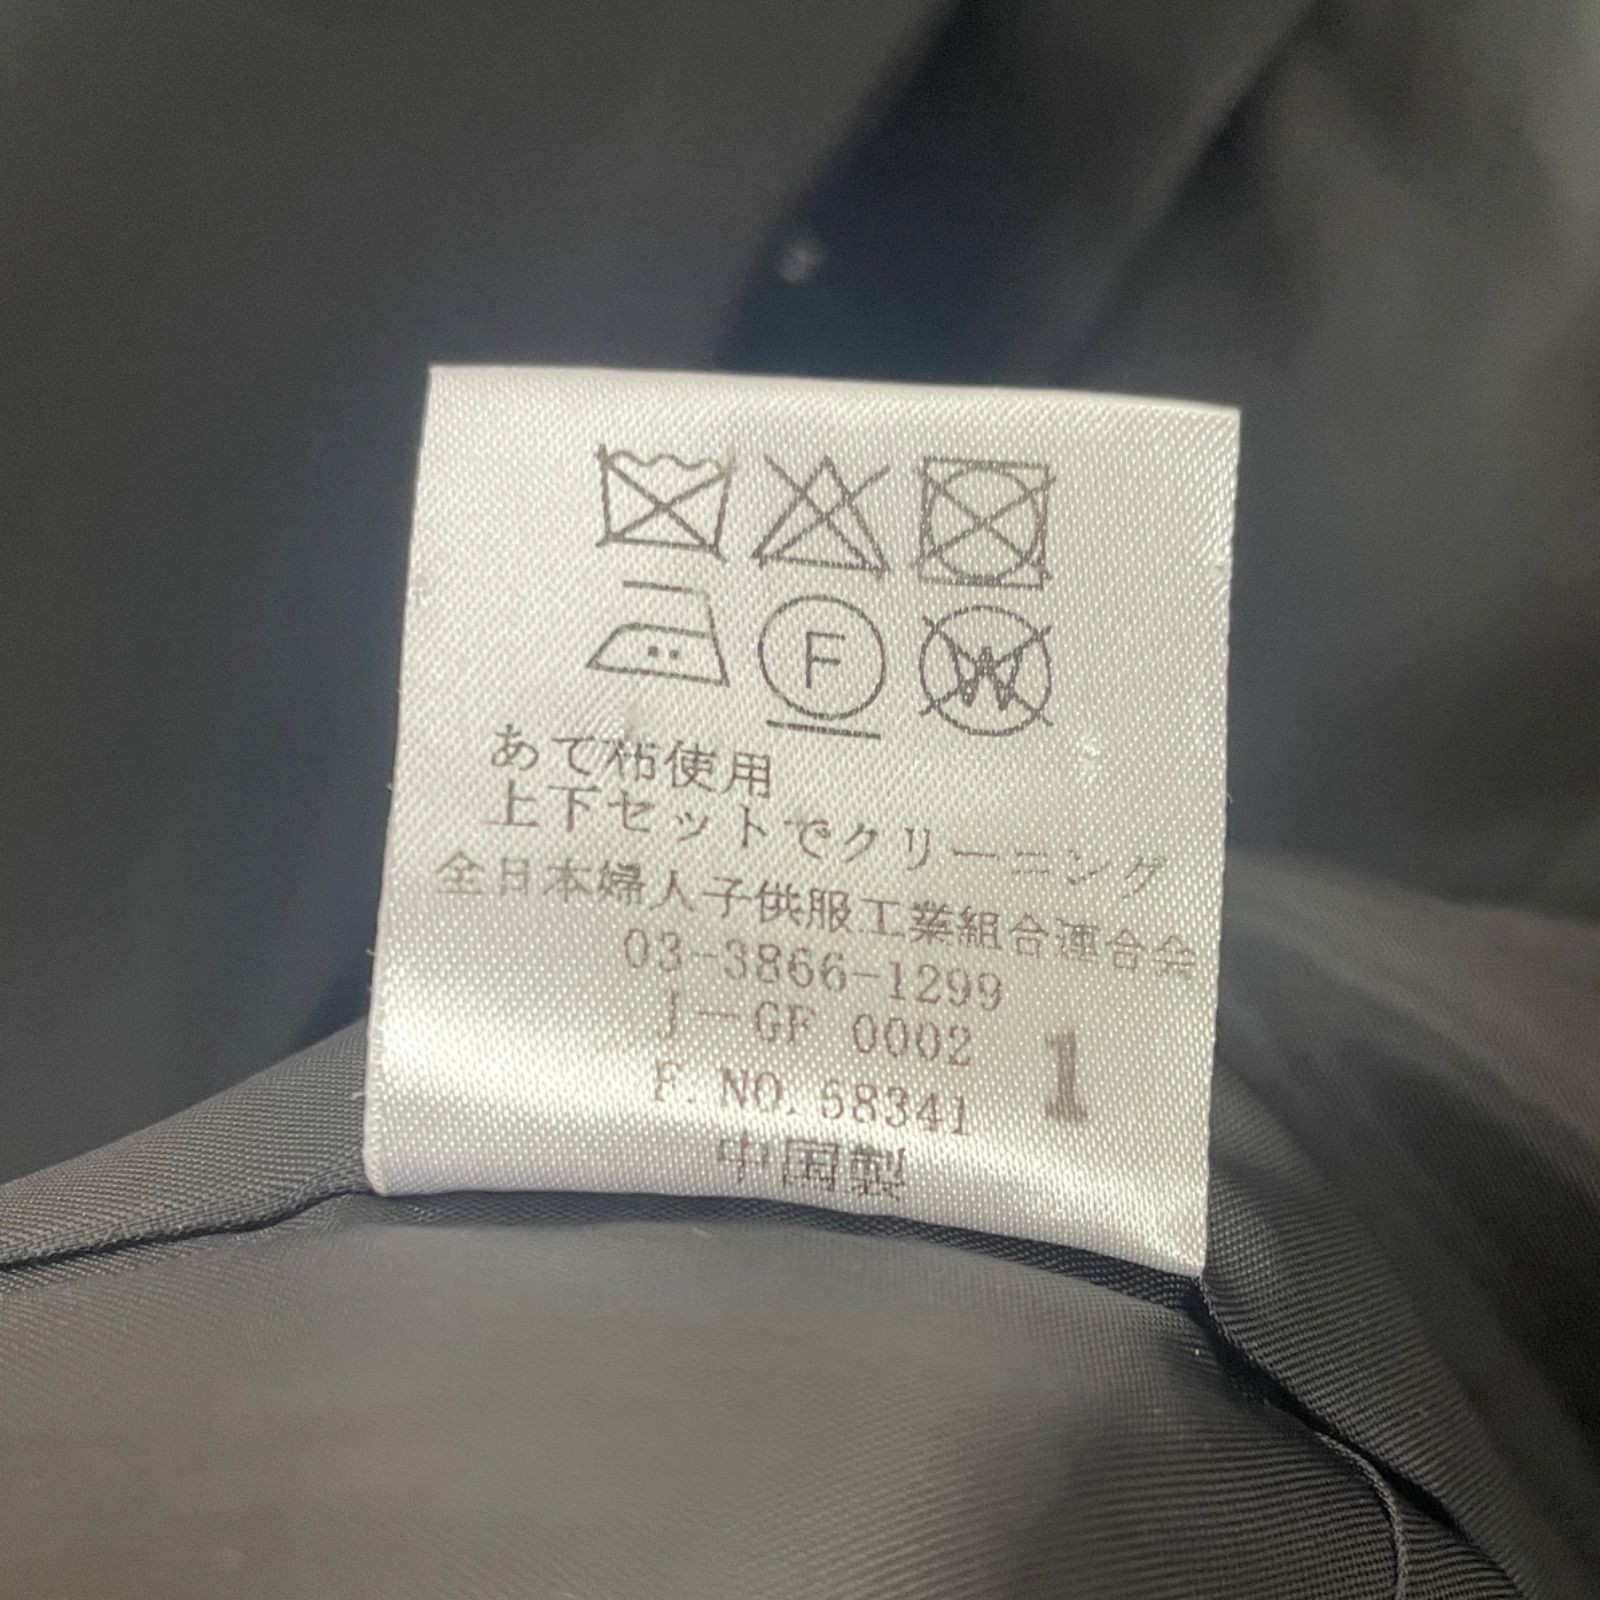 F W
あて布使用
上下セットでクリーニング
全日本婦人子供服工業組合連合会
03-3866-1299
J-GF 0002
F.NO.58341 1
中国製